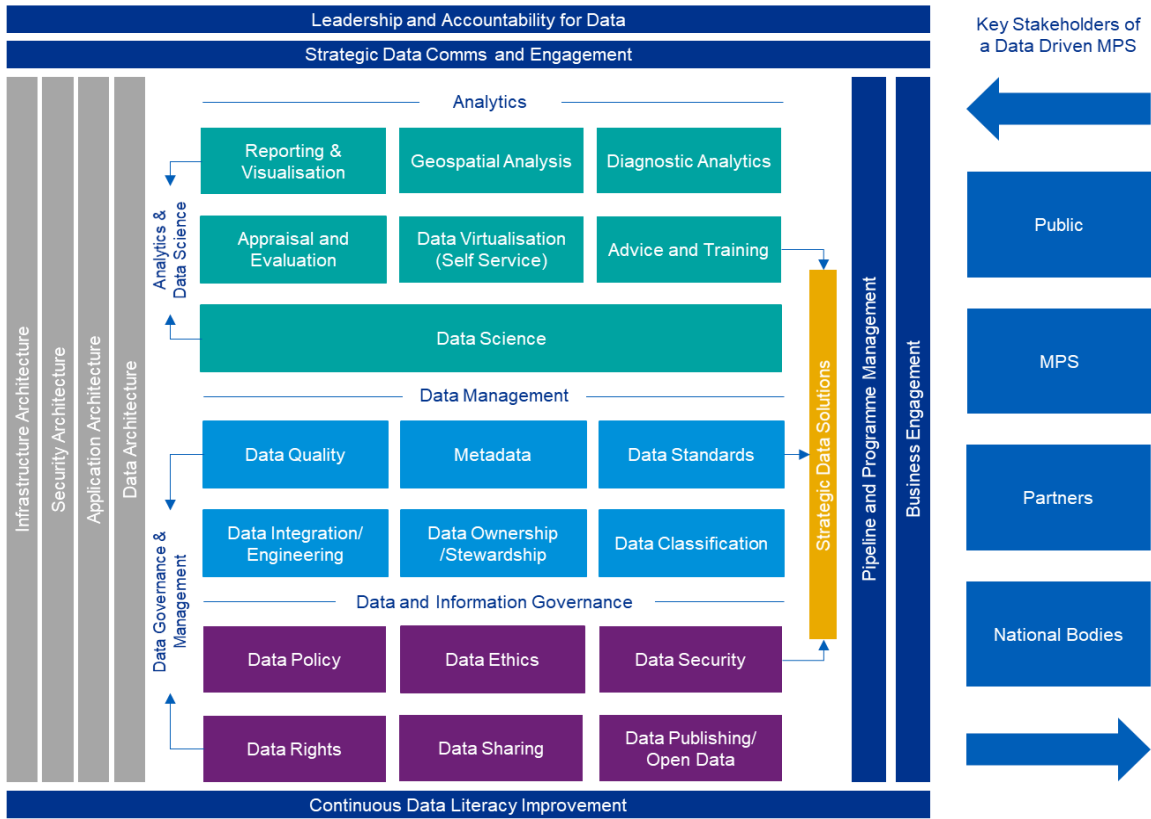 Leadership and Accountability for Data
Strategic Data Comms and Engagement
Key Stakeholders of
a Data Driven MPS
Infrastructure Architecture
Security Architecture
Application Architecture
Data Architecture
Analytics &
Data Science
Data Governance &
Management
Analytics
Reporting &
Visualisation
Geospatial Analysis
Diagnostic Analytics
Appraisal and
Evaluation
Data Virtualisation
(Self Service)
Advice and Training
Data Science
Data Management
Data Quality
Metadata
Data Standards
Data Integration/
Engineering
Data Ownership
/Stewardship
Data Classification
Data and Information Governance
Data Policy
Data Ethics
Data Security
Data Rights
Data Sharing
Data Publishing/
Open Data
Strategic Data Solutions
Pipeline and Programme Management
Business Engagement
Public
MPS
Partners
National Bodies
Continuous Data Literacy Improvement